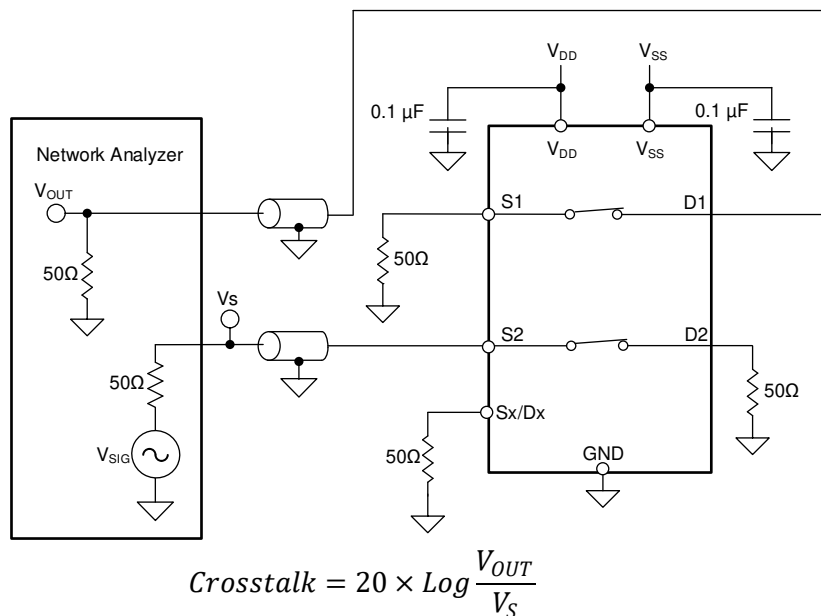 V_DD V_SS
0.1 µF 0.1 µF
Network Analyzer V_DD V_SS
V_OUT
S1 D1
50Ω 50Ω
V_S
S2 D2
50Ω 50Ω
Sx/Dx
V_SIG 50Ω GND
Crosstalk = 20 × Log V_OUT / V_S